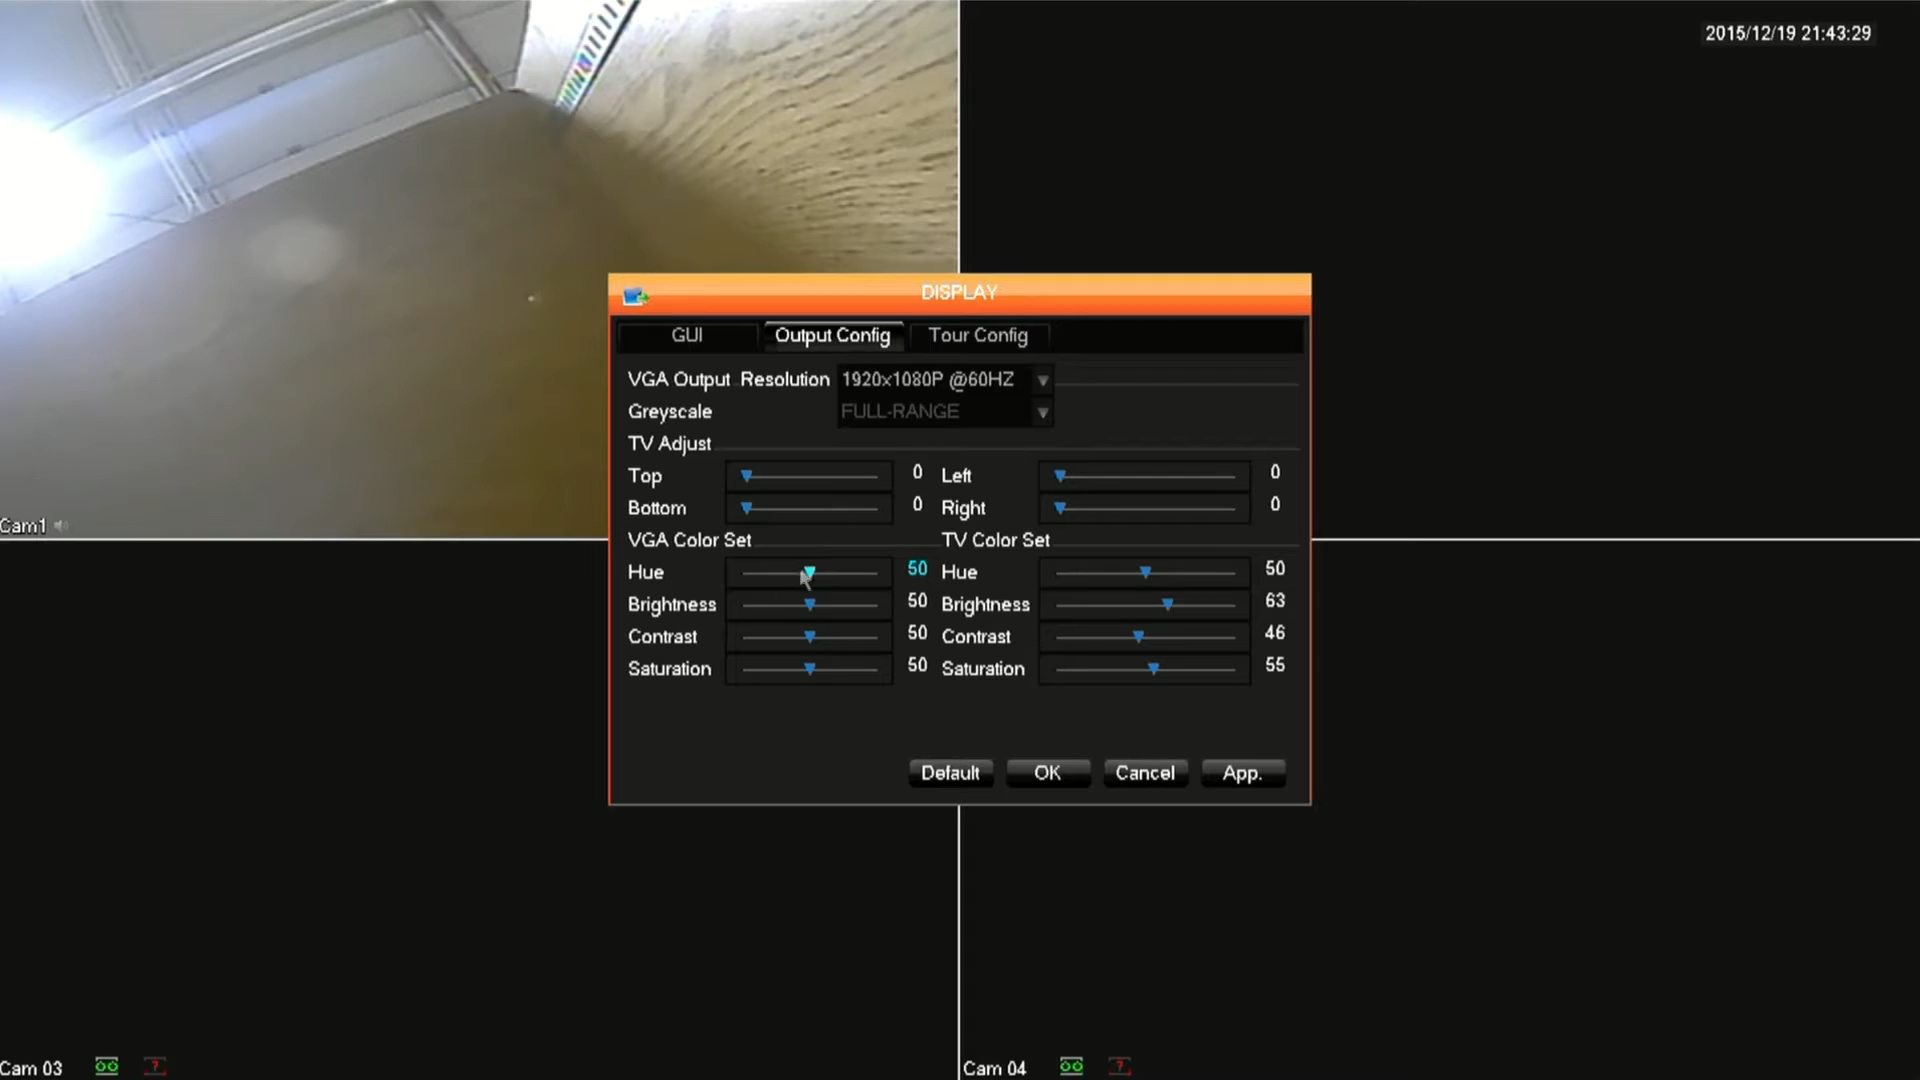 2015/12/19 21:43:29
DISPLAY
GUI Output Config Tour Config
VGA Output Resolution 1920x1080P @60HZ
Greyscale FULL-RANGE
TV Adjust
Top 0 Left 0
Bottom 0 Right 0
VGA Color Set TV Color Set
Hue 50 Hue 50
Brightness 50 Brightness 63
Contrast 50 Contrast 46
Saturation 50 Saturation 55
Default OK Cancel App.
Cam1
Cam 03 ? Cam 04 ?